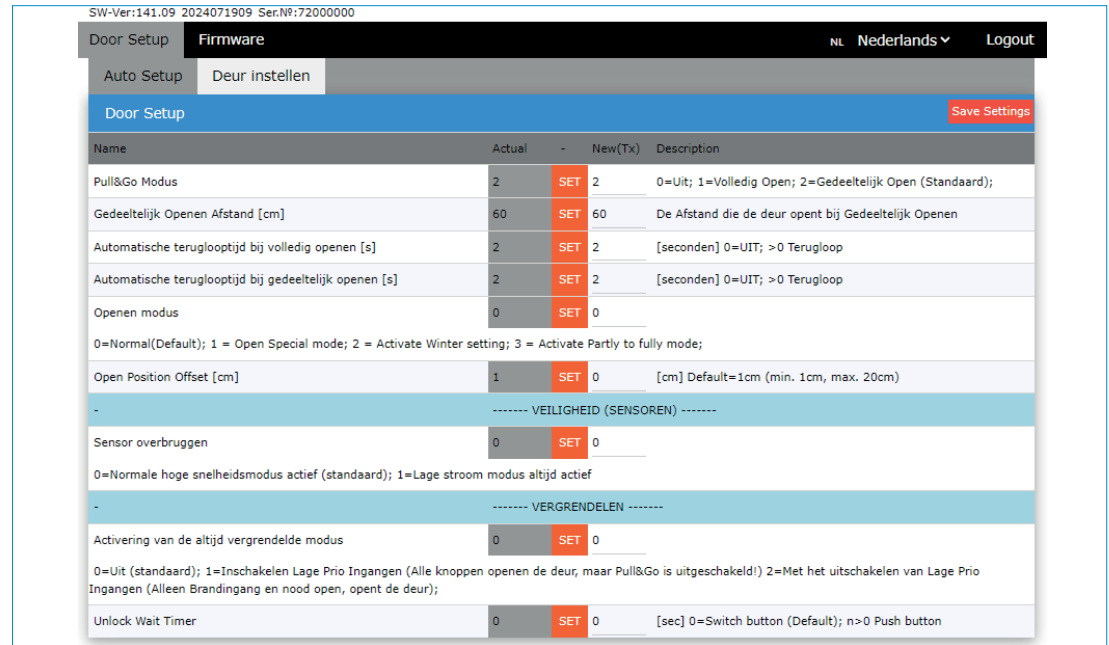 SW-Ver:141.09 2024071909 Ser.Nº:72000000
Door Setup Firmware NL Nederlands Logout
Auto Setup Deur instellen
Door Setup Save Settings
Name Actual - New(Tx) Description
Pull&Go Modus 2 SET 2 0=Uit; 1=Volledig Open; 2=Gedeeltelijk Open (Standaard);
Gedeeltelijk Openen Afstand [cm] 60 SET 60 De Afstand die de deur opent bij Gedeeltelijk Openen
Automatische teruglooptijd bij volledig openen [s] 2 SET 2 [seconden] 0=UIT; >0 Terugloop
Automatische teruglooptijd bij gedeeltelijk openen [s] 2 SET 2 [seconden] 0=UIT; >0 Terugloop
Openen modus 0 SET 0
0=Normal(Default); 1 = Open Special mode; 2 = Activate Winter setting; 3 = Activate Partly to fully mode;
Open Position Offset [cm] 1 SET 0 [cm] Default=1cm (min. 1cm, max. 20cm)
- ------- VEILIGHEID (SENSOREN) -------
Sensor overbruggen 0 SET 0
0=Normale hoge snelheidsmodus actief (standaard); 1=Lage stroom modus altijd actief
- ------- VERGRENDELEN -------
Activering van de altijd vergrendelde modus 0 SET 0
0=Uit (standaard); 1=Inschakelen Lage Prio Ingangen (Alle knoppen openen de deur, maar Pull&Go is uitgeschakeld!) 2=Met het uitschakelen van Lage Prio
Ingangen (Alleen Brandingang en nood open, opent de deur);
Unlock Wait Timer 0 SET 0 [sec] 0=Switch button (Default); n>0 Push button